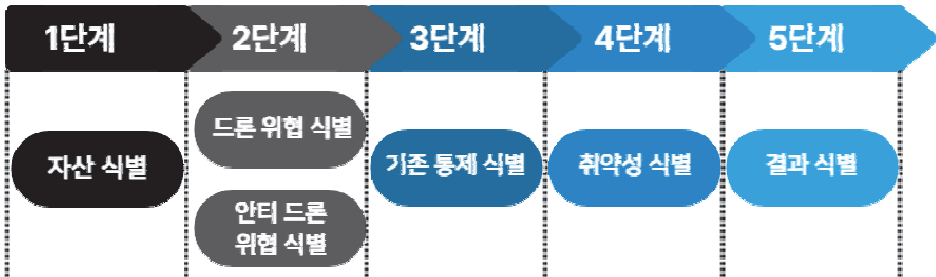 1단계
2단계
3단계
4단계
5단계
자산 식별
드론 위협 식별
안티 드론
위협 식별
기존 통제 식별
취약성 식별
결과 식별